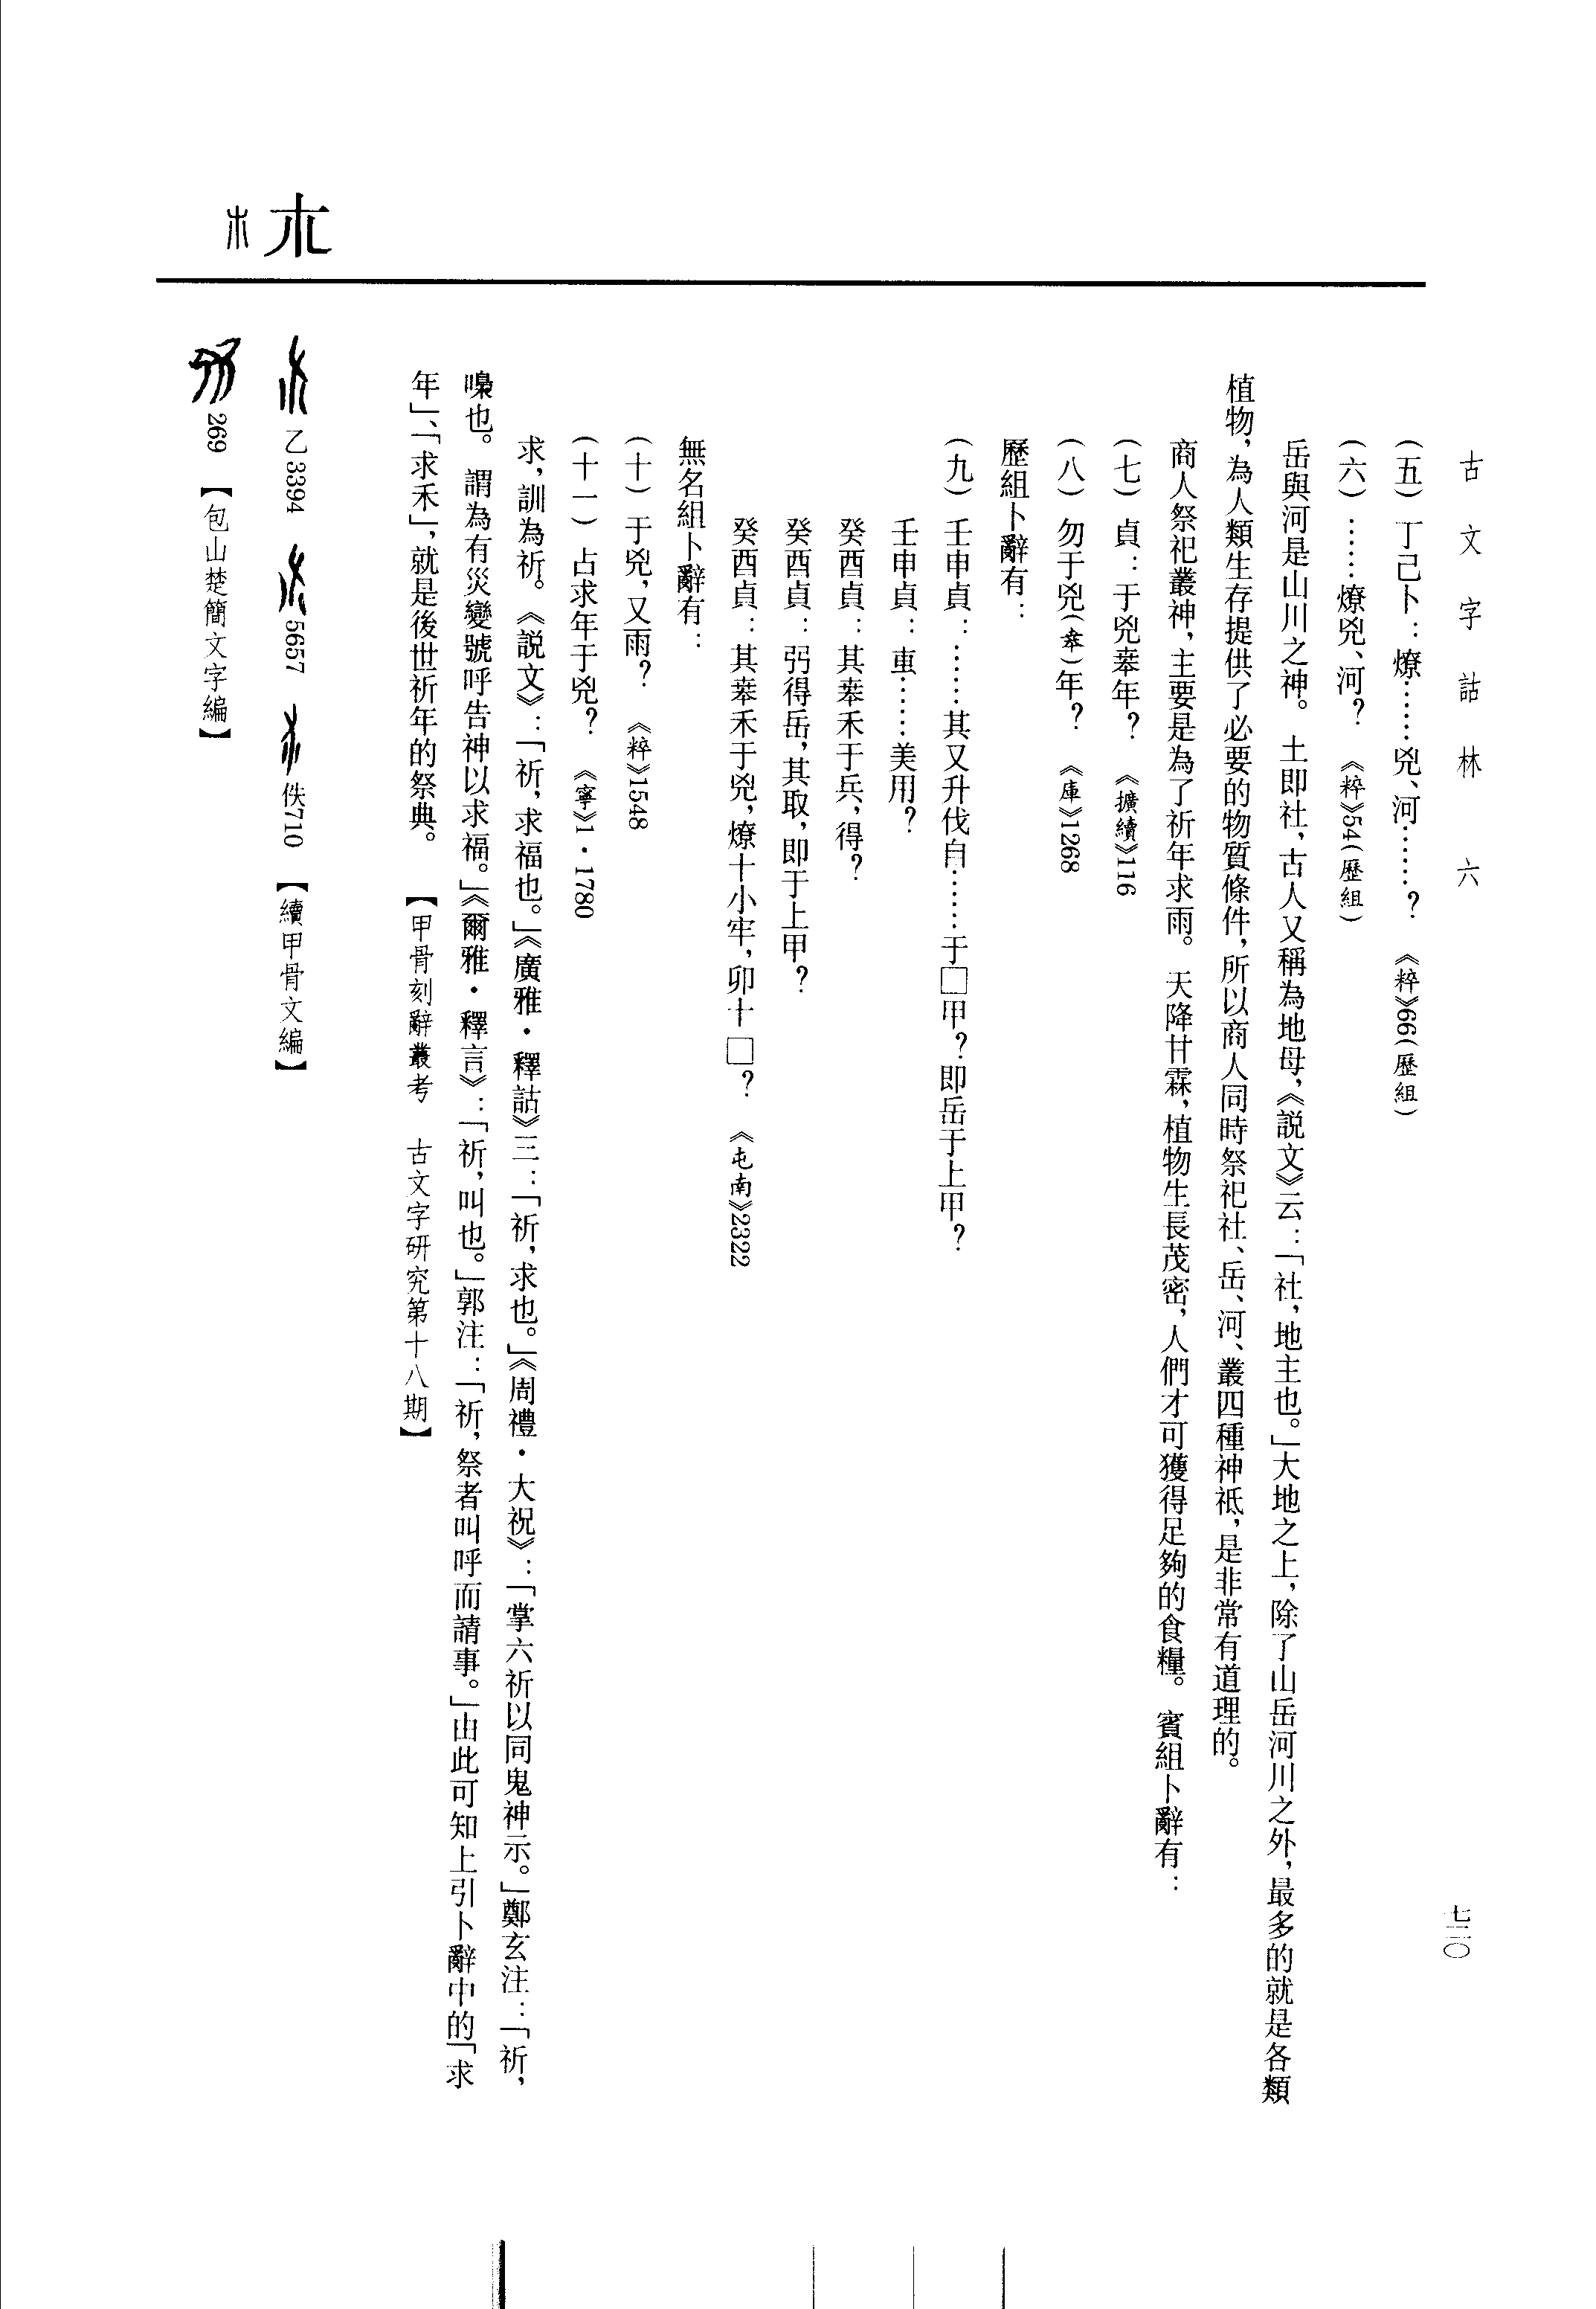 古文字詁林 六
七二〇
(五) 丁己卜：燎……兇、河……？ 《粹》66(歷組)
(六) ……燎兇、河？ 《粹》54(歷組)
岳與河是山川之神。土即社，古人又稱為地母，《説文》云：「社，地主也。」大地之上，除了山岳河川之外，最多的就是各類
植物，為人類生存提供了必要的物質條件，所以商人同時祭祀社、岳、河、叢四種神祇，是非常有道理的。
商人祭祀叢神，主要是為了祈年求雨。天降甘霖，植物生長茂密，人們才可獲得足夠的食糧。賓組卜辭有：
(七) 貞：于兇桒年？ 《擴續》116
(八) 勿于兇(桒)年？ 《庫》1268
歷組卜辭有：
(九) 壬申貞：……其又升伐自……于□甲？即岳于上甲？
壬申貞：叀……美用？
癸酉貞：其桒禾于兵，得？
癸酉貞：弜得岳，其取，即于上甲？
癸酉貞：其桒禾于兇，燎十小牢，卯十□？ 《屯南》2322
無名組卜辭有：
(十) 于兇，又雨？ 《粹》1548
(十一) 占求年于兇？ 《寧》1·1780
求，訓為祈。《説文》：「祈，求福也。」《廣雅·釋詁》三：「祈，求也。」《周禮·大祝》：「掌六祈以同鬼神示。」鄭玄注：「祈，
嘄也。謂為有災變號呼告神以求福。」《爾雅·釋言》：「祈，叫也。」郭注：「祈，祭者叫呼而請事。」由此可知上引卜辭中的「求
年」、「求禾」，就是後世祈年的祭典。 【甲骨刻辭叢考 古文字研究第十八期】
朮
乙3394 5657 佚710 【續甲骨文編】
269 【包山楚簡文字編】